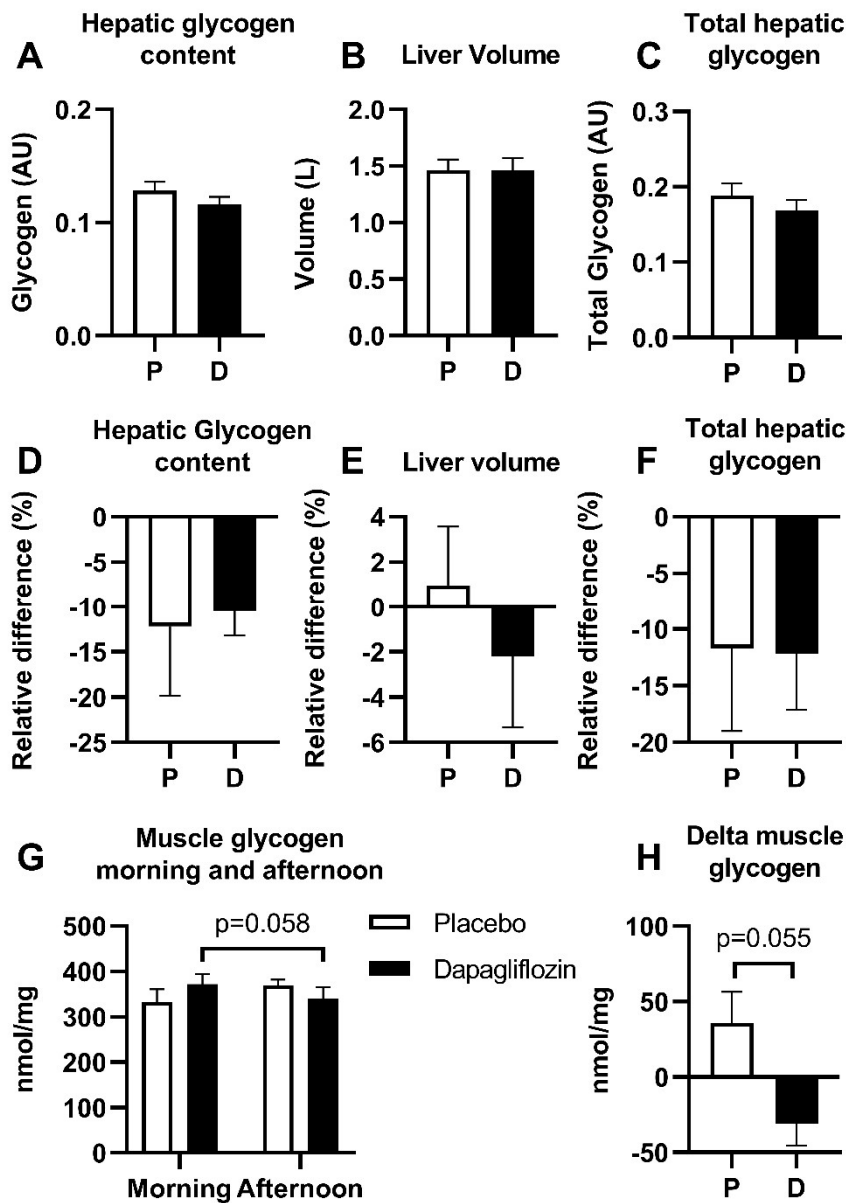 A
Hepatic glycogen
content
Glycogen (AU)
0.2
0.1
0.0
P D
B
Liver Volume
Volume (L)
2.0
1.5
1.0
0.5
0.0
P D
C
Total hepatic
glycogen
Total Glycogen (AU)
0.3
0.2
0.1
0.0
P D
D
Hepatic Glycogen
content
Relative difference (%)
0
-5
-10
-15
-20
-25
P D
E
Liver volume
Relative difference (%)
4
2
0
-2
-4
-6
P D
F
Total hepatic
glycogen
Relative difference (%)
0
-5
-10
-15
-20
P D
G
Muscle glycogen
morning and afternoon
nmol/mg
500
400
300
200
100
0
p=0.058
Morning Afternoon
Placebo
Dapagliflozin
H
Delta muscle
glycogen
nmol/mg
100
50
0
-50
p=0.055
P D